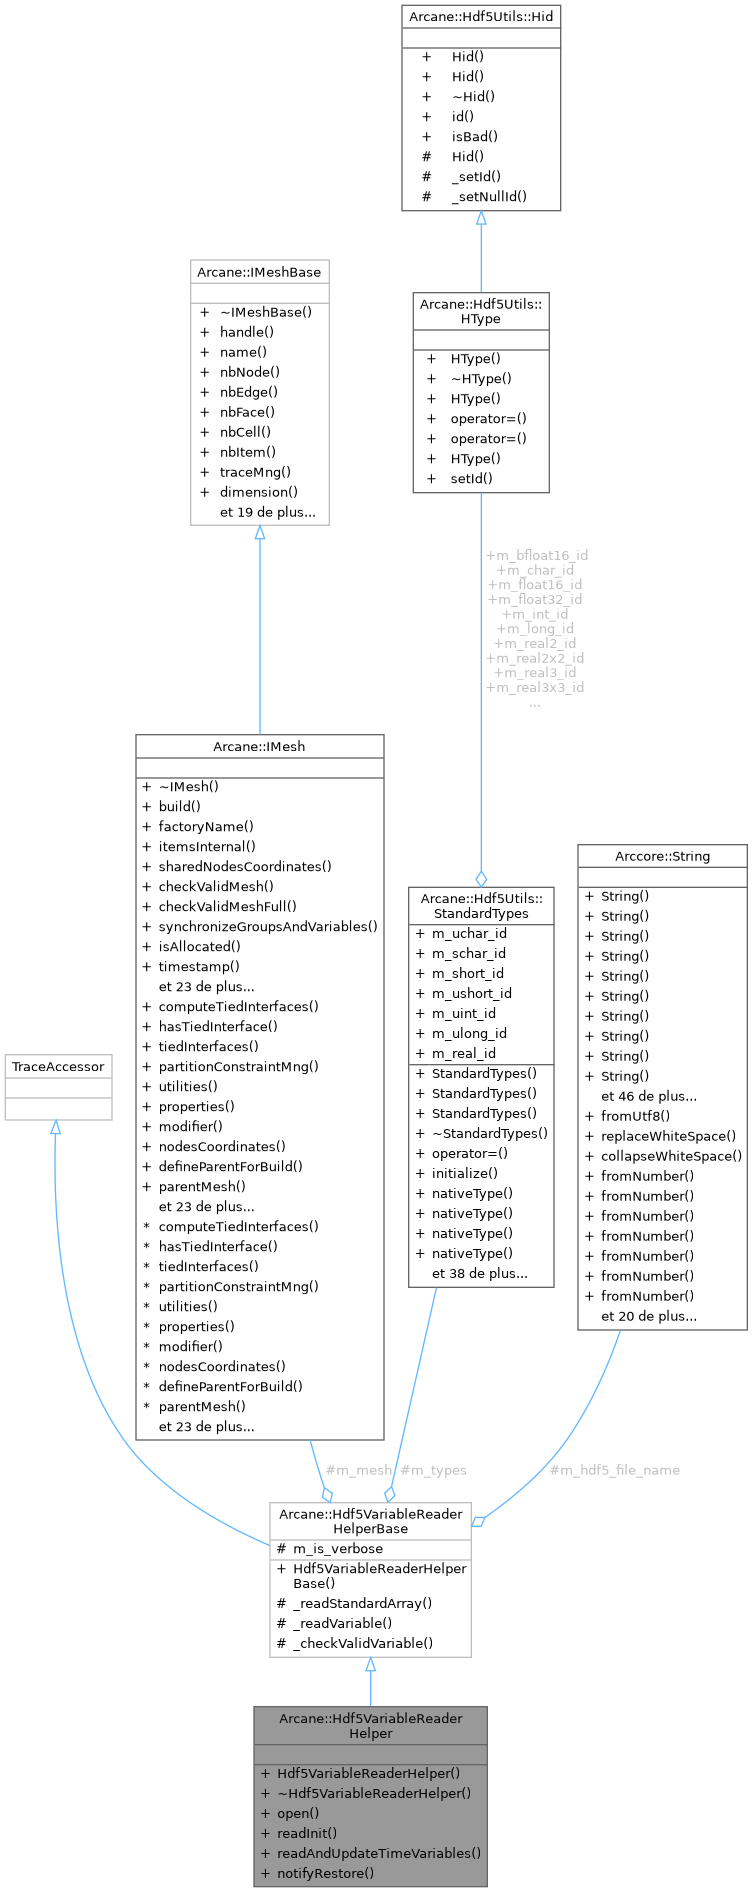 Arcane::Hdf5Utils::Hid
+ Hid()
+ Hid()
+ ~Hid()
+ id()
+ isBad()
# Hid()
# _setId()
# _setNullId()
Arcane::IMeshBase
+ ~IMeshBase()
+ handle()
+ name()
+ nbNode()
+ nbEdge()
+ nbFace()
+ nbCell()
+ nbItem()
+ traceMng()
+ dimension()
et 19 de plus...
Arcane::Hdf5Utils::
HType
+ HType()
+ ~HType()
+ HType()
+ operator=()
+ operator=()
+ HType()
+ setId()
+m_bfloat16_id
+m_char_id
+m_float16_id
+m_float32_id
+m_int_id
+m_long_id
+m_real2_id
+m_real2x2_id
+m_real3_id
+m_real3x3_id
...
Arcane::IMesh
+ ~IMesh()
+ build()
+ factoryName()
+ itemsInternal()
+ sharedNodesCoordinates()
+ checkValidMesh()
+ checkValidMeshFull()
+ synchronizeGroupsAndVariables()
+ isAllocated()
+ timestamp()
et 23 de plus...
+ computeTiedInterfaces()
+ hasTiedInterface()
+ tiedInterfaces()
+ partitionConstraintMng()
+ utilities()
+ properties()
+ modifier()
+ nodesCoordinates()
+ defineParentForBuild()
+ parentMesh()
et 23 de plus...
* computeTiedInterfaces()
* hasTiedInterface()
* tiedInterfaces()
* partitionConstraintMng()
* utilities()
* properties()
* modifier()
* nodesCoordinates()
* defineParentForBuild()
* parentMesh()
et 23 de plus...
Arcane::Hdf5Utils::
StandardTypes
+ m_uchar_id
+ m_schar_id
+ m_short_id
+ m_ushort_id
+ m_uint_id
+ m_ulong_id
+ m_real_id
+ StandardTypes()
+ StandardTypes()
+ StandardTypes()
+ ~StandardTypes()
+ operator=()
+ initialize()
+ nativeType()
+ nativeType()
+ nativeType()
+ nativeType()
et 38 de plus...
Arccore::String
+ String()
+ String()
+ String()
+ String()
+ String()
+ String()
+ String()
+ String()
+ String()
+ String()
et 46 de plus...
+ fromUtf8()
+ replaceWhiteSpace()
+ collapseWhiteSpace()
+ fromNumber()
+ fromNumber()
+ fromNumber()
+ fromNumber()
+ fromNumber()
+ fromNumber()
+ fromNumber()
et 20 de plus...
TraceAccessor
#m_mesh
#m_types
#m_hdf5_file_name
Arcane::Hdf5VariableReader
HelperBase
# m_is_verbose
+ Hdf5VariableReaderHelper
Base()
# _readStandardArray()
# _readVariable()
# _checkValidVariable()
Arcane::Hdf5VariableReader
Helper
+ Hdf5VariableReaderHelper()
+ ~Hdf5VariableReaderHelper()
+ open()
+ readInit()
+ readAndUpdateTimeVariables()
+ notifyRestore()